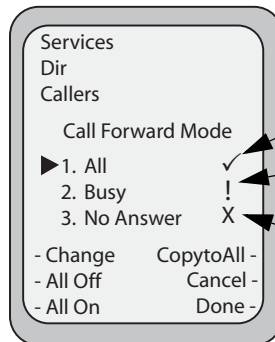 Services
Dir
Callers
Call Forward Mode
1. All ✓
2. Busy !
3. No Answer X
- Change CopytoAll -
- All Off Cancel -
- All On Done -